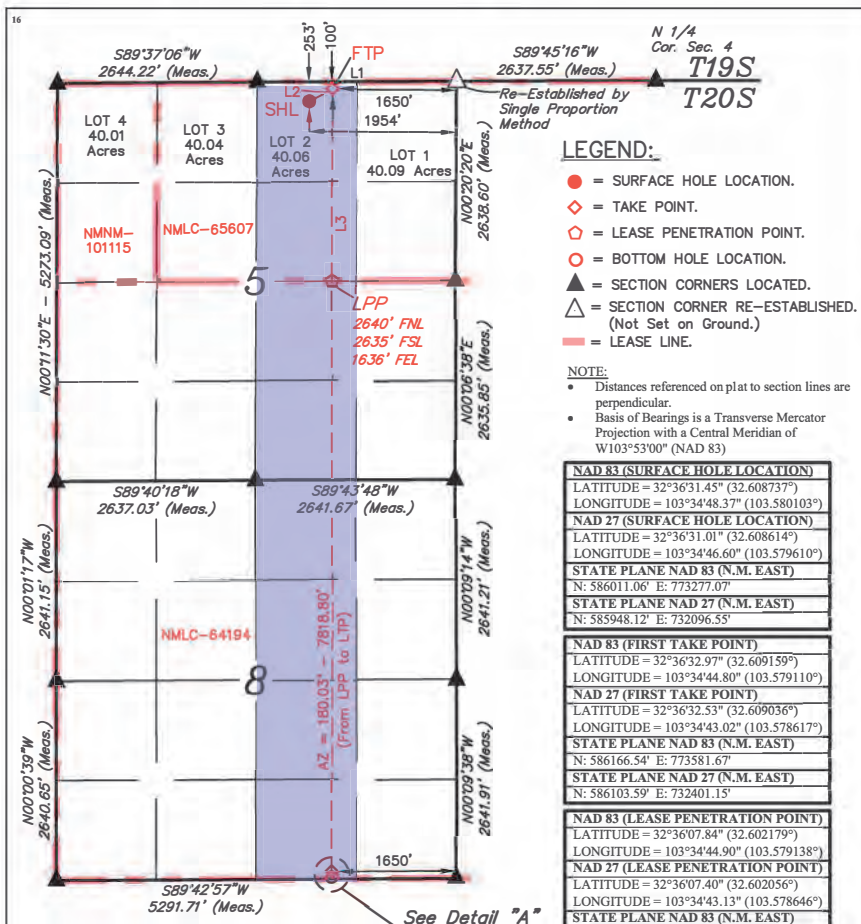 16
S89°37'06"W
2644.22' (Meas.)
253'
100'
FTP
L1
L2
SHL
S89°45'16"W
2637.55' (Meas.)
N 1/4
Cor. Sec. 4
T19S
T20S
Re-Established by
Single Proportion
Method
1650'
1954'
LOT 4
40.01
Acres
LOT 3
40.04
Acres
LOT 2
40.06
Acres
LOT 1
40.09 Acres
N00°20'20"E
2638.60' (Meas.)
L3
NMNM-
101115
NMLC-65607
5
LPP
2640' FNL
2635' FSL
1636' FEL
N00°11'30"E - 5273.09' (Meas.)
N00°06'38"E
2635.85' (Meas.)
S89°40'18"W
2637.03' (Meas.)
S89°43'48"W
2641.67' (Meas.)
N00°01'17"W
2641.15' (Meas.)
N00°09'14"W
2641.21' (Meas.)
NMLC-64194
8
AZ = 180.03° - 7818.80'
(From LPP to LTP)
N00°00'39"W
2640.65' (Meas.)
N00°09'38"W
2641.91' (Meas.)
1650'
S89°42'57"W
5291.71' (Meas.)
See Detail "A"
LEGEND:
= SURFACE HOLE LOCATION.
= TAKE POINT.
= LEASE PENETRATION POINT.
= BOTTOM HOLE LOCATION.
= SECTION CORNERS LOCATED.
= SECTION CORNER RE-ESTABLISHED.
(Not Set on Ground.)
= LEASE LINE.
NOTE:
• Distances referenced on plat to section lines are
perpendicular.
• Basis of Bearings is a Transverse Mercator
Projection with a Central Meridian of
W103°53'00" (NAD 83)
NAD 83 (SURFACE HOLE LOCATION)
LATITUDE = 32°36'31.45" (32.608737°)
LONGITUDE = 103°34'48.37" (103.580103°)
NAD 27 (SURFACE HOLE LOCATION)
LATITUDE = 32°36'31.01" (32.608614°)
LONGITUDE = 103°34'46.60" (103.579610°)
STATE PLANE NAD 83 (N.M. EAST)
N: 586011.06' E: 773277.07'
STATE PLANE NAD 27 (N.M. EAST)
N: 585948.12' E: 732096.55'
NAD 83 (FIRST TAKE POINT)
LATITUDE = 32°36'32.97" (32.609159°)
LONGITUDE = 103°34'44.80" (103.579110°)
NAD 27 (FIRST TAKE POINT)
LATITUDE = 32°36'32.53" (32.609036°)
LONGITUDE = 103°34'43.02" (103.578617°)
STATE PLANE NAD 83 (N.M. EAST)
N: 586166.54' E: 773581.67'
STATE PLANE NAD 27 (N.M. EAST)
N: 586103.59' E: 732401.15'
NAD 83 (LEASE PENETRATION POINT)
LATITUDE = 32°36'07.84" (32.602179°)
LONGITUDE = 103°34'44.90" (103.579138°)
NAD 27 (LEASE PENETRATION POINT)
LATITUDE = 32°36'07.40" (32.602056°)
LONGITUDE = 103°34'43.13" (103.578646°)
STATE PLANE NAD 83 (N.M. EAST)